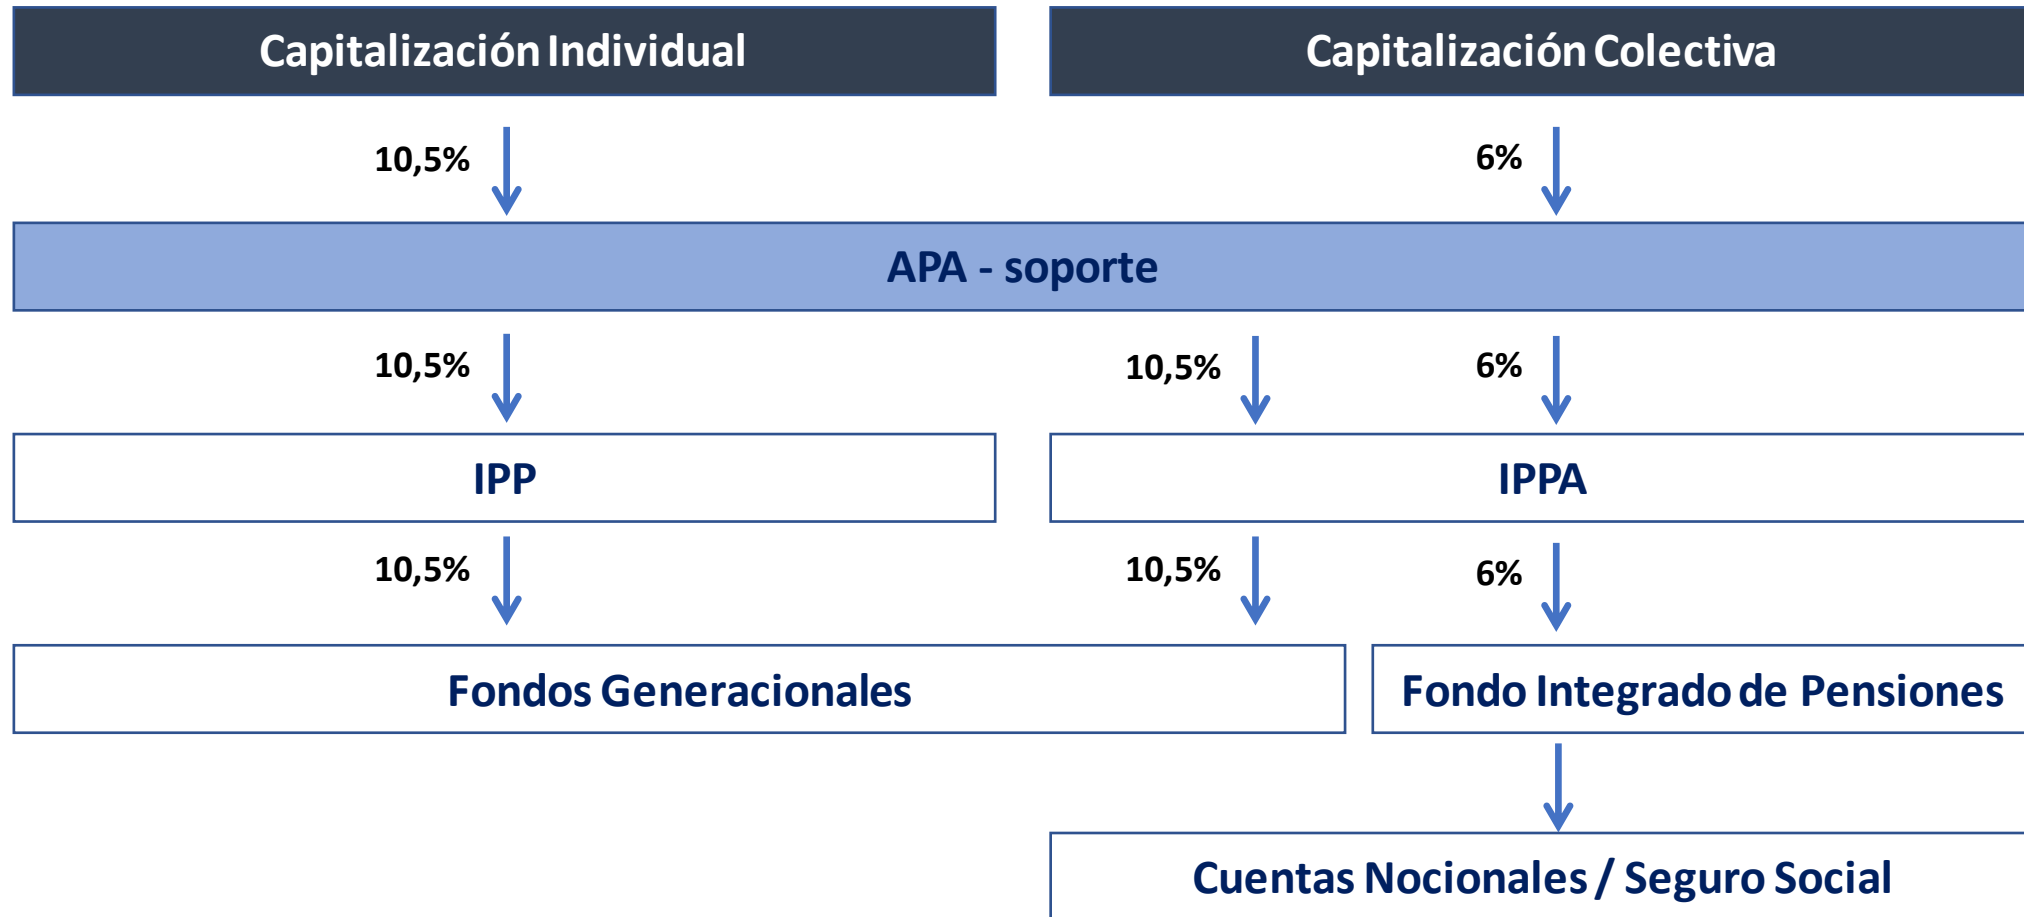 Capitalización Individual
Capitalización Colectiva
10,5%
6%
APA - soporte
10,5%
10,5%
6%
IPP
IPPA
10,5%
10,5%
6%
Fondos Generacionales
Fondo Integrado de Pensiones
Cuentas Nocionales / Seguro Social